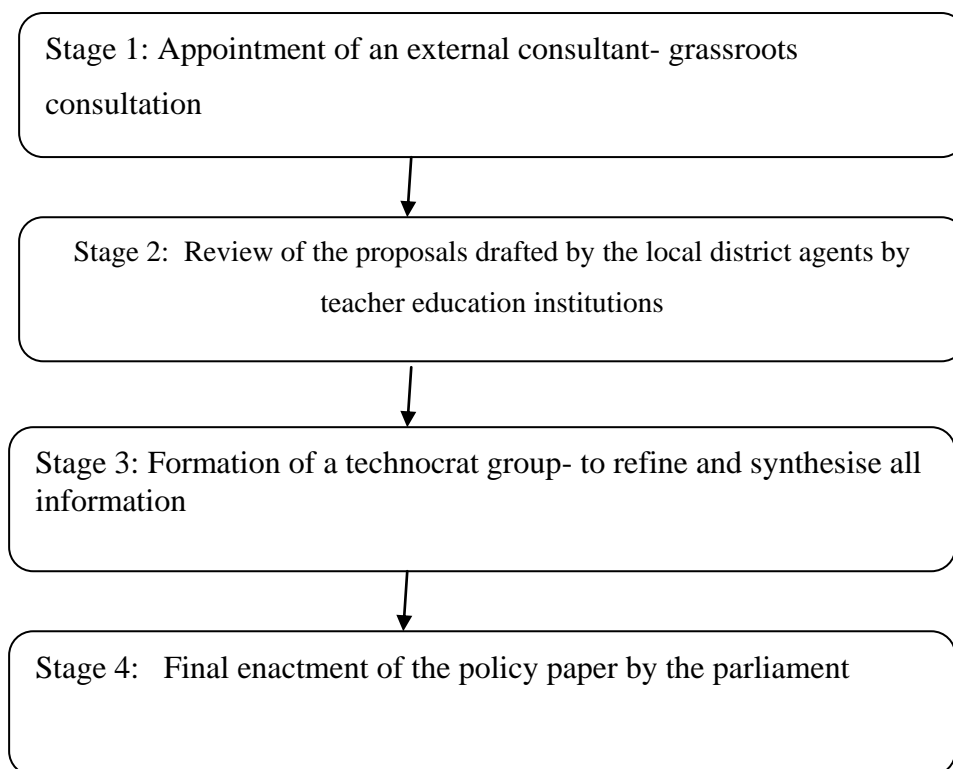 Stage 1: Appointment of an external consultant- grassroots
consultation
Stage 2:  Review of the proposals drafted by the local district agents by
teacher education institutions
Stage 3: Formation of a technocrat group- to refine and synthesise all
information
Stage 4:   Final enactment of the policy paper by the parliament